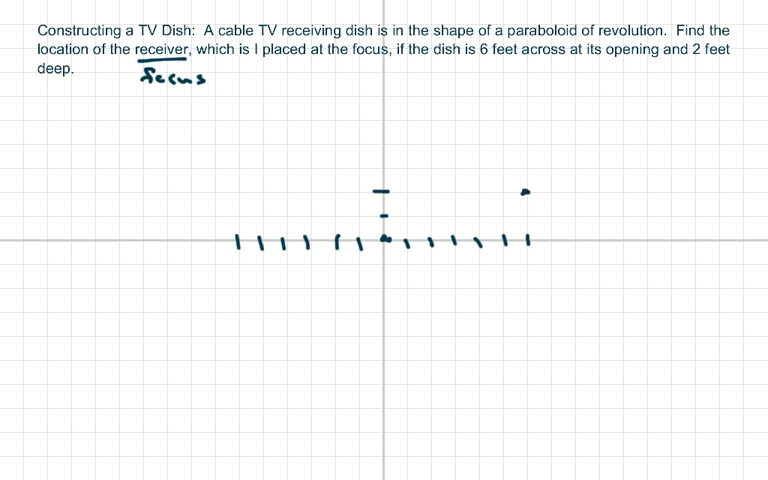 Constructing a TV Dish:  A cable TV receiving dish is in the shape of a paraboloid of revolution.  Find the
location of the receiver, which is I placed at the focus, if the dish is 6 feet across at its opening and 2 feet
deep.
focus